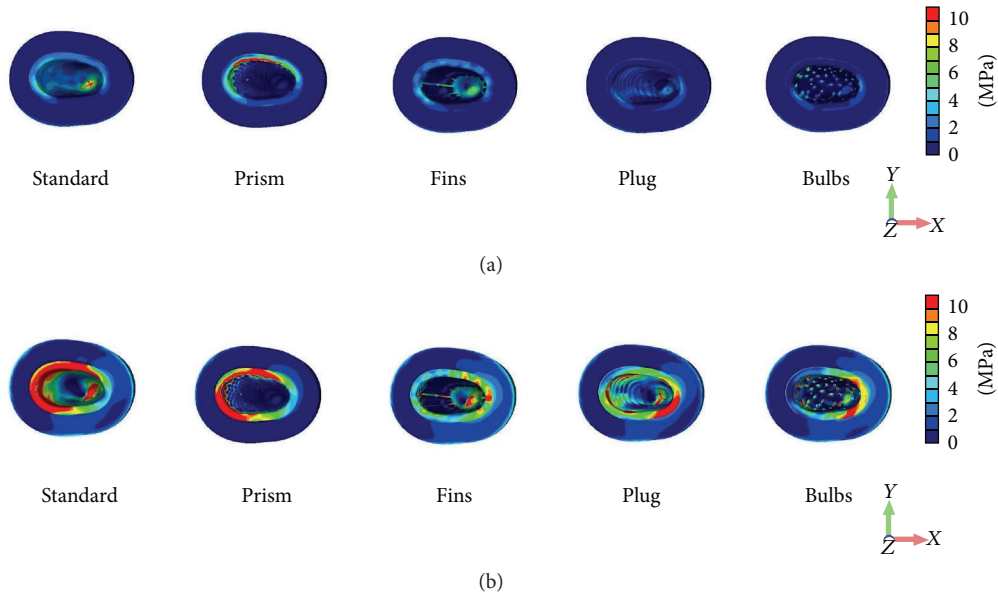 10
8
6
4
2
0
(MPa)
Standard
Prism
Fins
Plug
Bulbs
Y
Z
X
(a)
10
8
6
4
2
0
(MPa)
Standard
Prism
Fins
Plug
Bulbs
Y
Z
X
(b)